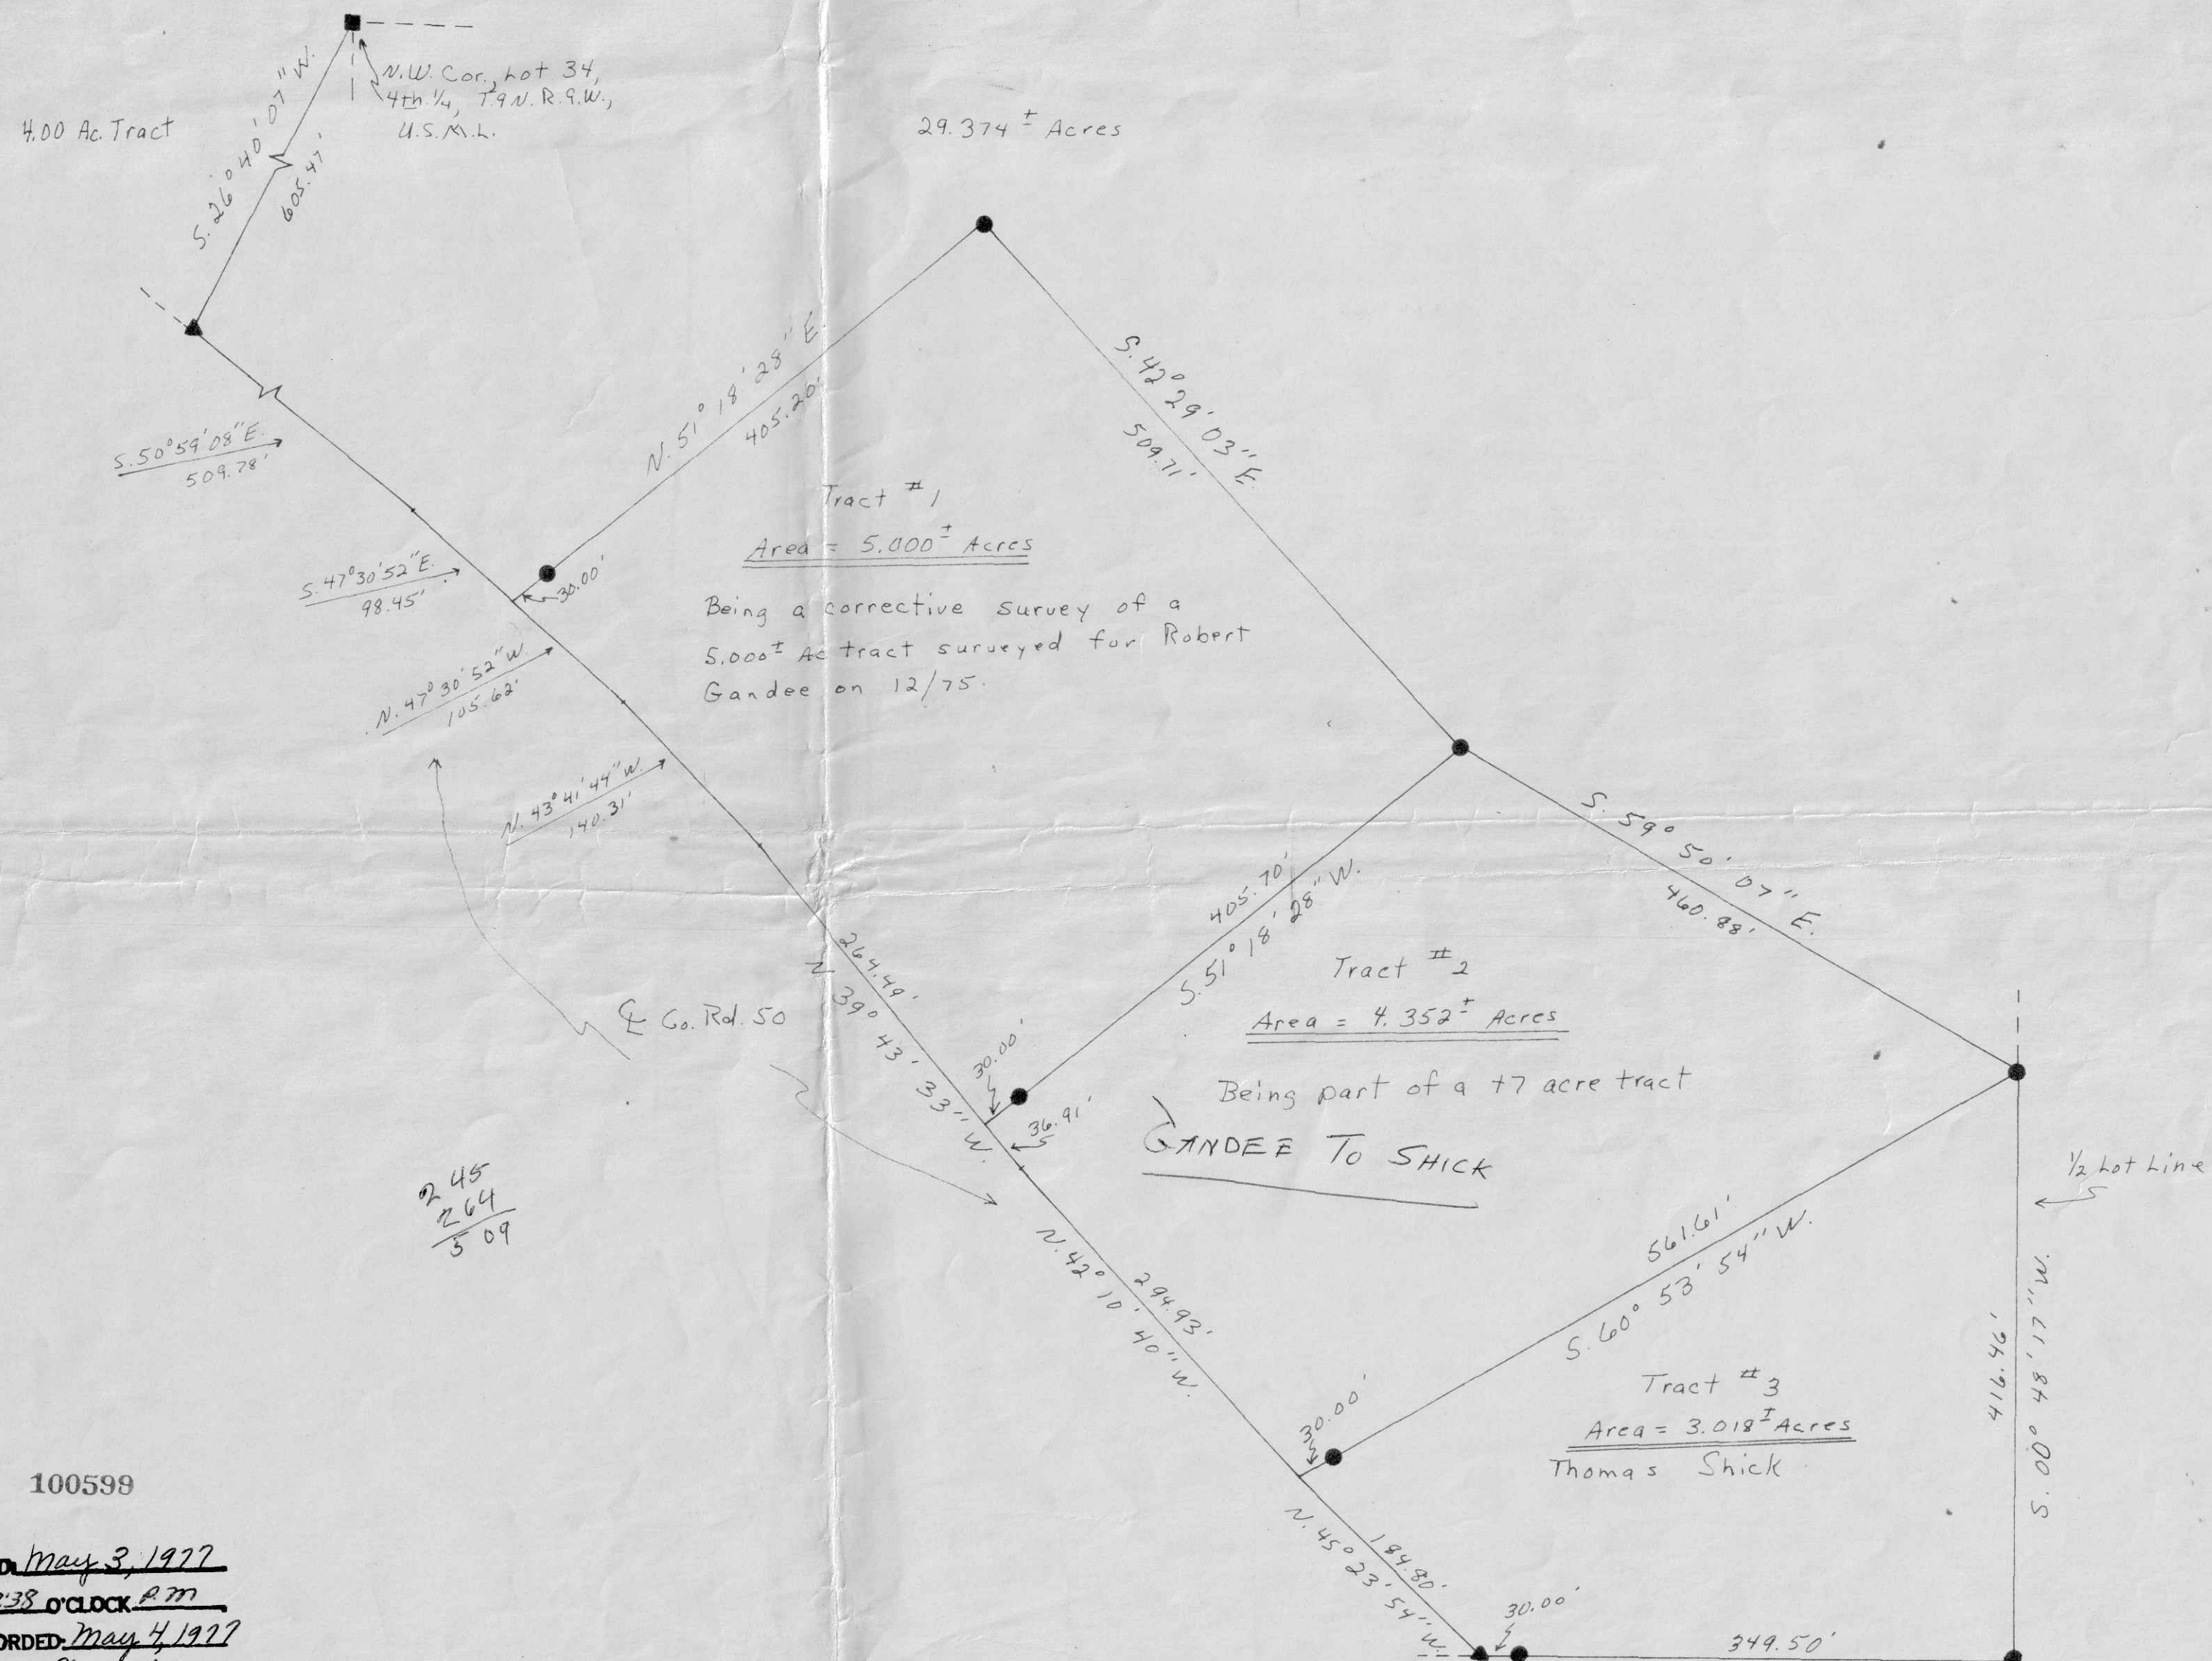 N.W. Cor., Lot 34,
4th 1/4, T.9N. R.9.W.,
U.S.M.L.
4.00 Ac. Tract
S. 26° 40' 07" W.
605.47'
29.374 ± Acres
S. 50° 59' 08" E.
509.78'
N. 51° 18' 28" E
405.20'
S. 42° 29' 03" E.
509.71'
Tract #1
Area = 5.000± Acres
30.00'
S. 47° 30' 52" E.
98.45'
Being a corrective survey of a
5.000± Ac tract surveyed for Robert
Gandee on 12/75.
N. 47° 30' 52" W.
105.62'
N. 43° 41' 44" W.
140.31'
S. 59° 50' 07" E.
460.88'
405.70'
S. 51° 18' 28" W.
264.49'
N 39° 43' 33" W.
Tract #2
Area = 4.352± Acres
℄ Co. Rd. 50
30.00'
36.91'
Being part of a ±7 acre tract
GANDEE TO SHICK
1/2 Lot Line
245
264
509
N. 42° 10' 40" W.
294.93'
561.61'
S. 60° 53' 54" W.
416.46'
S. 00° 48' 17" W.
Tract #3
Area = 3.018± Acres
Thomas Shick
30.00'
100599
N. 45° 23' 54" W.
184.80'
May 3, 1977
:38 O'CLOCK P.M
ORDED: May 4, 1977
30.00'
349.50'